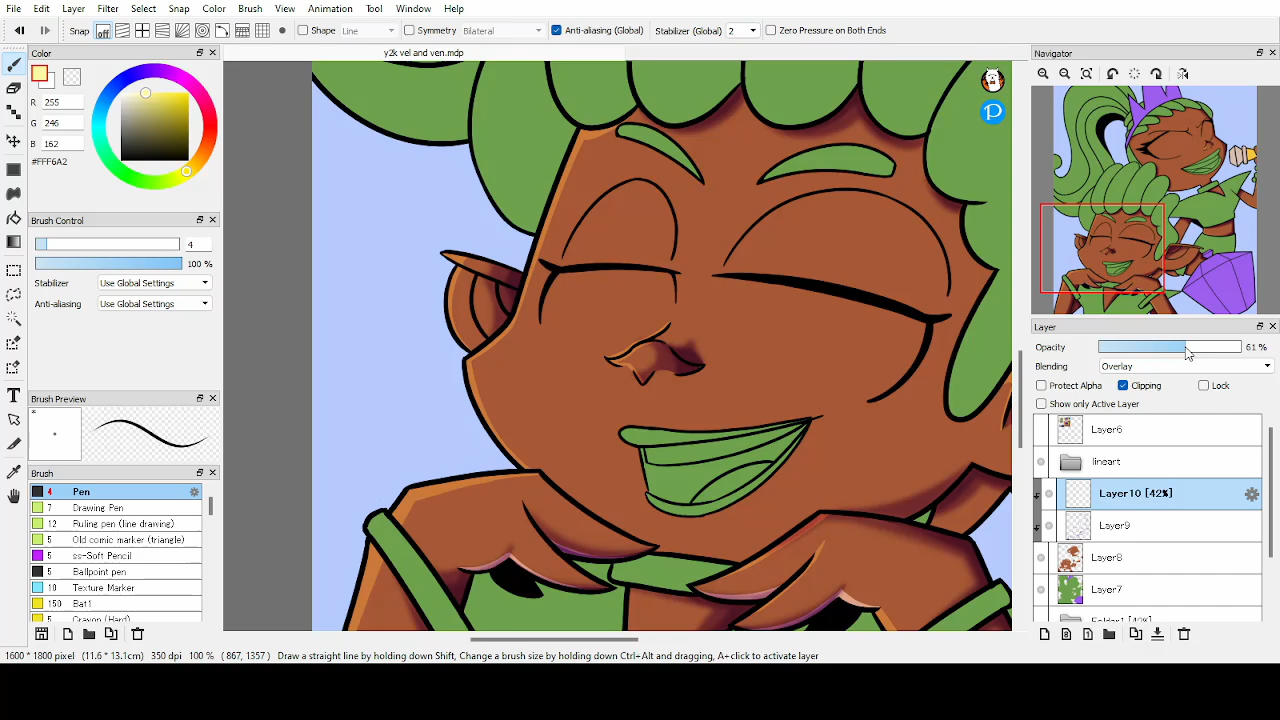 File Edit Layer Filter Select Snap Color Brush View Animation Tool Window Help
Snap off Shape Line Symmetry Bilateral Anti-aliasing (Global) Stabilizer (Global) 2 Zero Pressure on Both Ends
Color
y2k vel and ven.mdp
Navigator
R 255
G 246
B 162
#FFF6A2
Brush Control
4
100 %
Stabilizer Use Global Settings
Anti-aliasing Use Global Settings
Layer
Opacity 61 %
Blending Overlay
Protect Alpha Clipping Lock
Show only Active Layer
Layer6
lineart
Layer10 [42%]
Layer9
Layer8
Layer7
Folder1 [40%]
Brush Preview
Brush
4 Pen
7 Drawing Pen
12 Ruling pen (line drawing)
5 Old comic marker (triangle)
5 ss-Soft Pencil
5 Ballpoint pen
10 Texture Marker
150 Bat1
5 Crayon (Hard)
1600 * 1800 pixel (11.6 * 13.1cm) 350 dpi 100 % ( 867, 1357 ) Draw a straight line by holding down Shift, Change a brush size by holding down Ctrl+Alt and dragging, A+click to activate layer